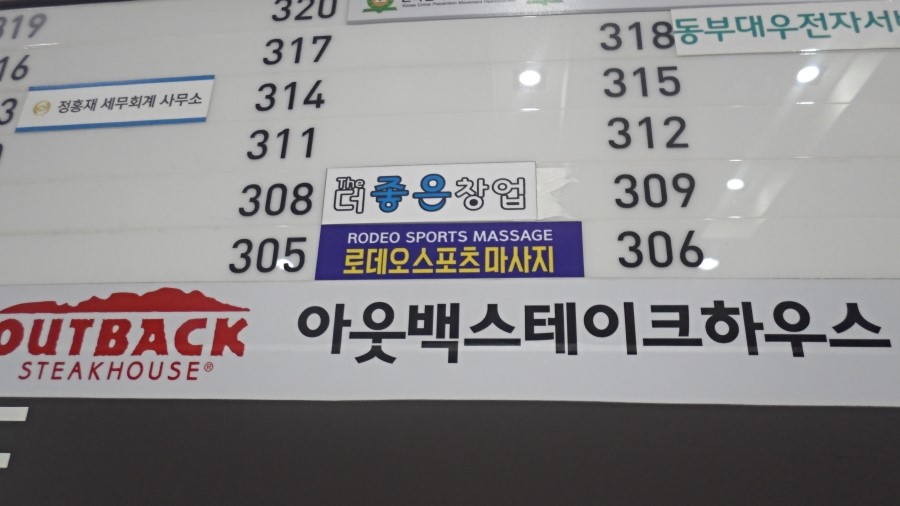 319
320
318 동부대우전자서비
16
317
315
3 정홍재 세무회계 사무소
314
312
311
308 The 더 좋은 창업
309
305 RODEO SPORTS MASSAGE
로데오스포츠마사지
306
OUTBACK
STEAKHOUSE®
아웃백스테이크하우스